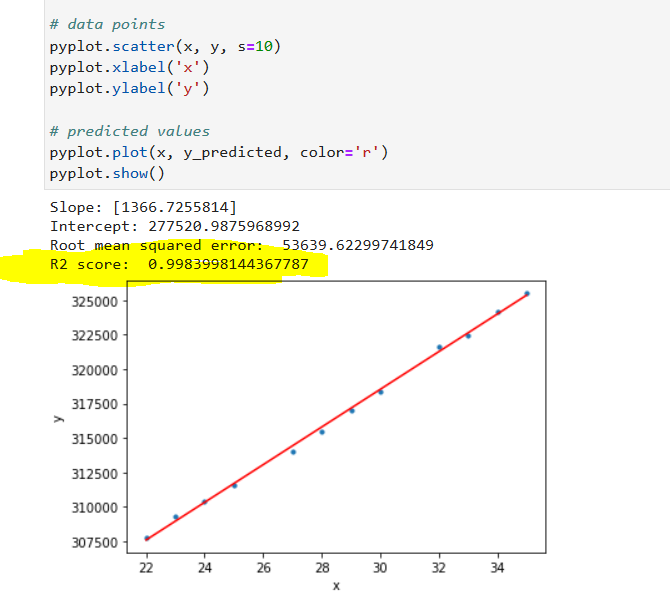 # data points
pyplot.scatter(x, y, s=10)
pyplot.xlabel('x')
pyplot.ylabel('y')
# predicted values
pyplot.plot(x, y_predicted, color='r')
pyplot.show()
Slope: [1366.7255814]
Intercept: 277520.9875968992
Root mean squared error:  53639.62299741849
R2 score:  0.9983998144367787
325000
322500
320000
317500
315000
312500
310000
307500
y
22 24 26 28 30 32 34
x